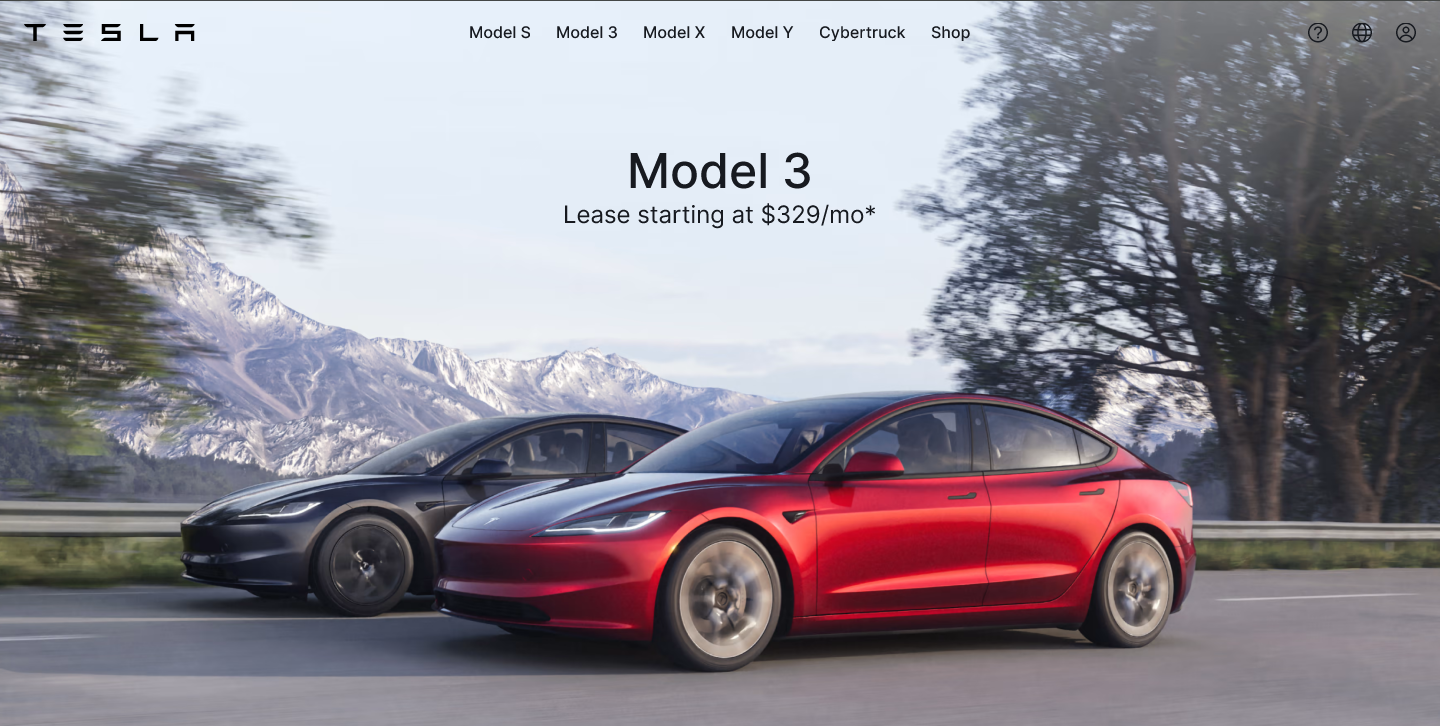 TESLA
Model S Model 3 Model X Model Y Cybertruck Shop
Model 3
Lease starting at $329/mo*